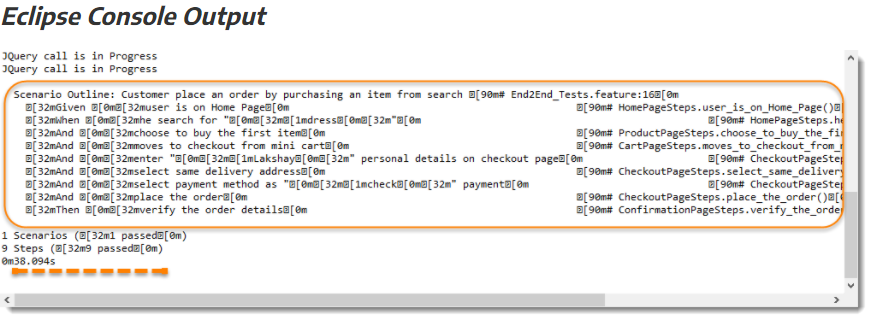 Eclipse Console Output
JQuery call is in Progress
JQuery call is in Progress
Scenario Outline: Customer place an order by purchasing an item from search ⍰[90m# End2End_Tests.feature:16⍰[0m
⍰[32mGiven ⍰[0m⍰[32muser is on Home Page⍰[0m ⍰[90m# HomePageSteps.user_is_on_Home_Page()⍰[
⍰[32mWhen ⍰[0m⍰[32mhe search for "⍰[0m⍰[32m⍰[1mdress⍰[0m⍰[32m"⍰[0m ⍰[90m# HomePageSteps.he
⍰[32mAnd ⍰[0m⍰[32mchoose to buy the first item⍰[0m ⍰[90m# ProductPageSteps.choose_to_buy_the_fi
⍰[32mAnd ⍰[0m⍰[32mmoves to checkout from mini cart⍰[0m ⍰[90m# CartPageSteps.moves_to_checkout_from_m
⍰[32mAnd ⍰[0m⍰[32menter "⍰[0m⍰[32m⍰[1mLakshay⍰[0m⍰[32m" personal details on checkout page⍰[0m ⍰[90m# CheckoutPageStep
⍰[32mAnd ⍰[0m⍰[32mselect same delivery address⍰[0m ⍰[90m# CheckoutPageSteps.select_same_delivery
⍰[32mAnd ⍰[0m⍰[32mselect payment method as "⍰[0m⍰[32m⍰[1mcheck⍰[0m⍰[32m" payment⍰[0m ⍰[90m# CheckoutPageStep
⍰[32mAnd ⍰[0m⍰[32mplace the order⍰[0m ⍰[90m# CheckoutPageSteps.place_the_order()⍰[0
⍰[32mThen ⍰[0m⍰[32mverify the order details⍰[0m ⍰[90m# ConfirmationPageSteps.verify_the_orde
1 Scenarios (⍰[32m1 passed⍰[0m)
9 Steps (⍰[32m9 passed⍰[0m)
0m38.094s